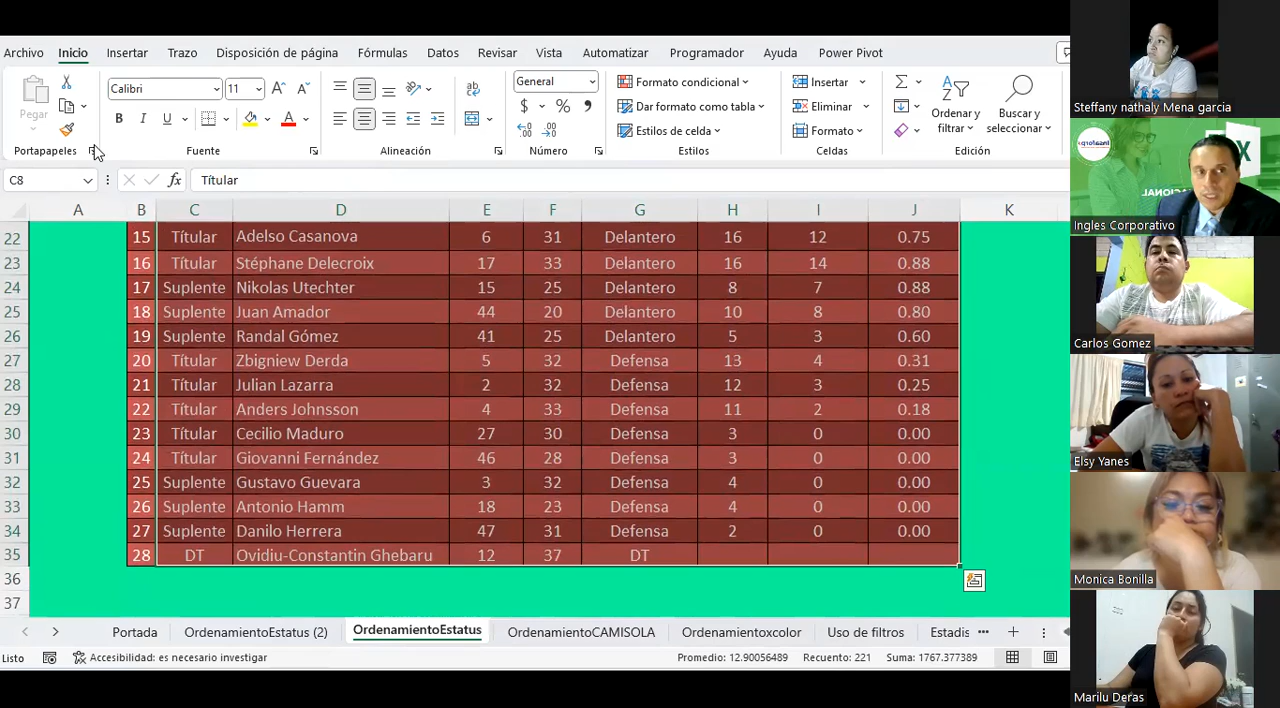 Archivo Inicio Insertar Trazo Disposición de página Fórmulas Datos Revisar Vista Automatizar Programador Ayuda Power Pivot
Pegar
Portapapeles
Calibri 11
N K S
Fuente
Alineación
General
$ % 000
Número
Formato condicional
Dar formato como tabla
Estilos de celda
Estilos
Insertar
Eliminar
Formato
Celdas
Ordenar y filtrar
Buscar y seleccionar
Edición
C8 fx Títular
A B C D E F G H I J K
22 15 Títular Adelso Casanova 6 31 Delantero 16 12 0.75
23 16 Títular Stéphane Delecroix 17 33 Delantero 16 14 0.88
24 17 Suplente Nikolas Utechter 15 25 Delantero 8 7 0.88
25 18 Suplente Juan Amador 44 20 Delantero 10 8 0.80
26 19 Suplente Randal Gómez 41 25 Delantero 5 3 0.60
27 20 Títular Zbigniew Derda 5 32 Defensa 13 4 0.31
28 21 Títular Julian Lazarra 2 32 Defensa 12 3 0.25
29 22 Títular Anders Johnsson 4 33 Defensa 11 2 0.18
30 23 Títular Cecilio Maduro 27 30 Defensa 3 0 0.00
31 24 Títular Giovanni Fernández 46 28 Defensa 3 0 0.00
32 25 Suplente Gustavo Guevara 3 32 Defensa 4 0 0.00
33 26 Suplente Antonio Hamm 18 23 Defensa 4 0 0.00
34 27 Suplente Danilo Herrera 47 31 Defensa 2 0 0.00
35 28 DT Ovidiu-Constantin Ghebaru 12 37 DT
36
37
Portada OrdenamientoEstatus (2) OrdenamientoEstatus OrdenamientoCAMISOLA Ordenamientoxcolor Uso de filtros Estadis ···
Listo Accesibilidad: es necesario investigar Promedio: 12.90056489 Recuento: 221 Suma: 1767.377389
Steffany nathaly Mena garcia
Ingles Corporativo
Carlos Gomez
Elsy Yanes
Monica Bonilla
Marilu Deras